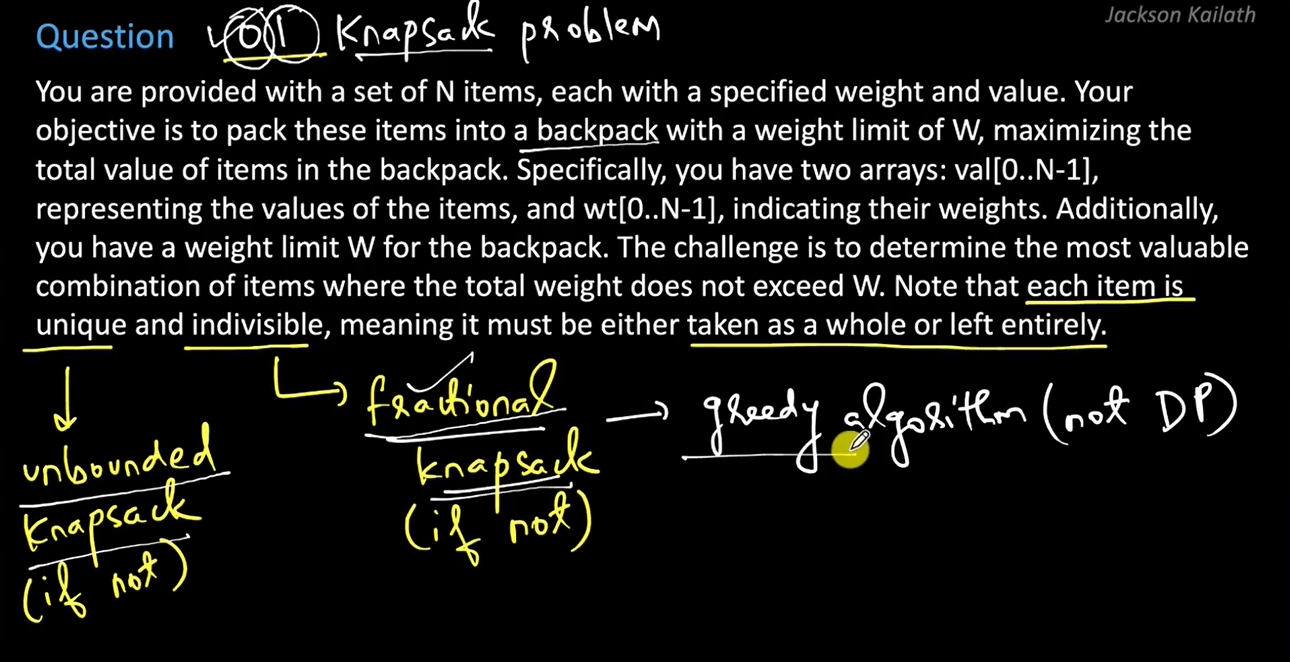 Jackson Kailath
Question 01 Knapsack problem
You are provided with a set of N items, each with a specified weight and value. Your
objective is to pack these items into a backpack with a weight limit of W, maximizing the
total value of items in the backpack. Specifically, you have two arrays: val[0..N-1],
representing the values of the items, and wt[0..N-1], indicating their weights. Additionally,
you have a weight limit W for the backpack. The challenge is to determine the most valuable
combination of items where the total weight does not exceed W. Note that each item is
unique and indivisible, meaning it must be either taken as a whole or left entirely.
fractional → greedy algorithm (not DP)
knapsack
(if not)
unbounded
Knapsack
(if not)